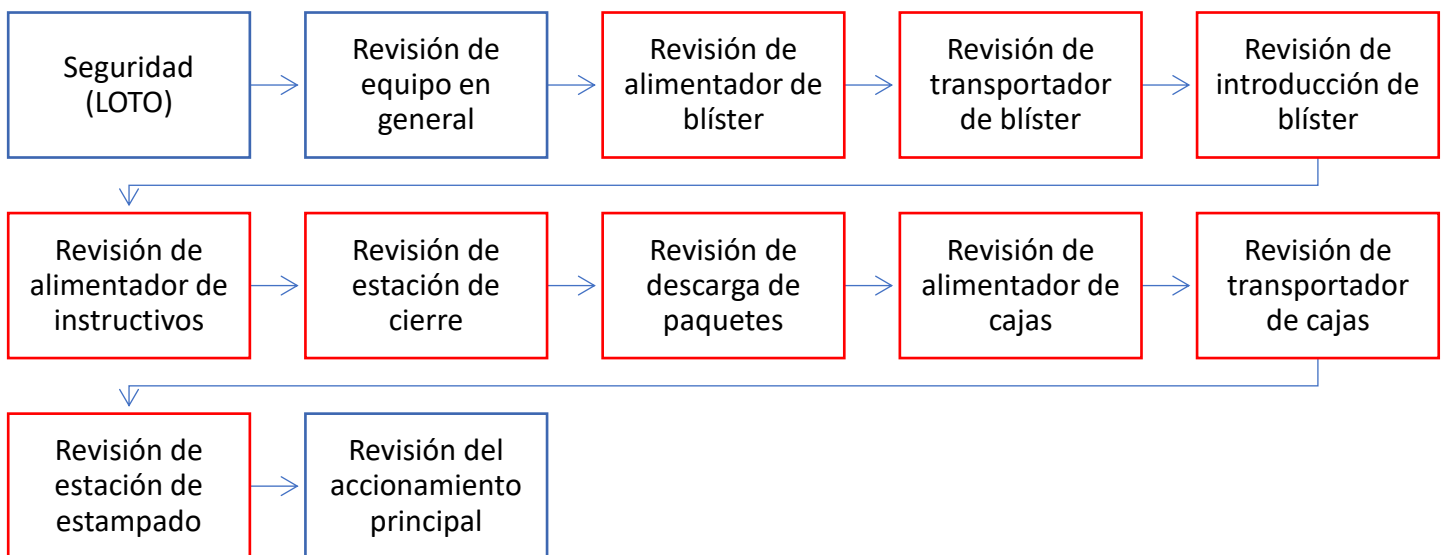 Seguridad
(LOTO)
Revisión de
equipo en
general
Revisión de
alimentador de
blíster
Revisión de
transportador
de blíster
Revisión de
introducción de
blíster
Revisión de
alimentador de
instructivos
Revisión de
estación de
cierre
Revisión de
descarga de
paquetes
Revisión de
alimentador de
cajas
Revisión de
transportador
de cajas
Revisión de
estación de
estampado
Revisión del
accionamiento
principal